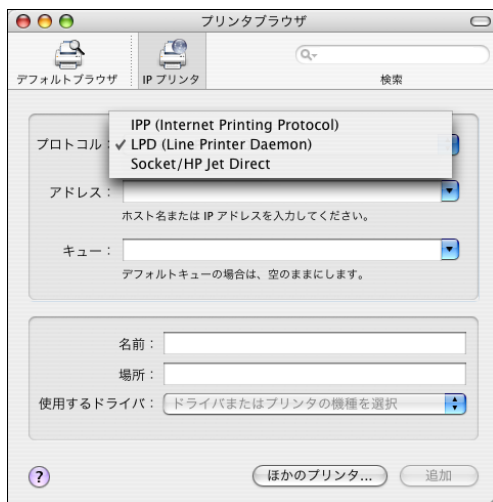 プリンタブラウザ
デフォルトブラウザ
IP プリンタ
検索
プロトコル：
IPP (Internet Printing Protocol)
✓ LPD (Line Printer Daemon)
Socket/HP Jet Direct
アドレス：
ホスト名または IP アドレスを入力してください。
キュー：
デフォルトキューの場合は、空のままにします。
名前：
場所：
使用するドライバ： ドライバまたはプリンタの機種を選択
? ほかのプリンタ... 追加